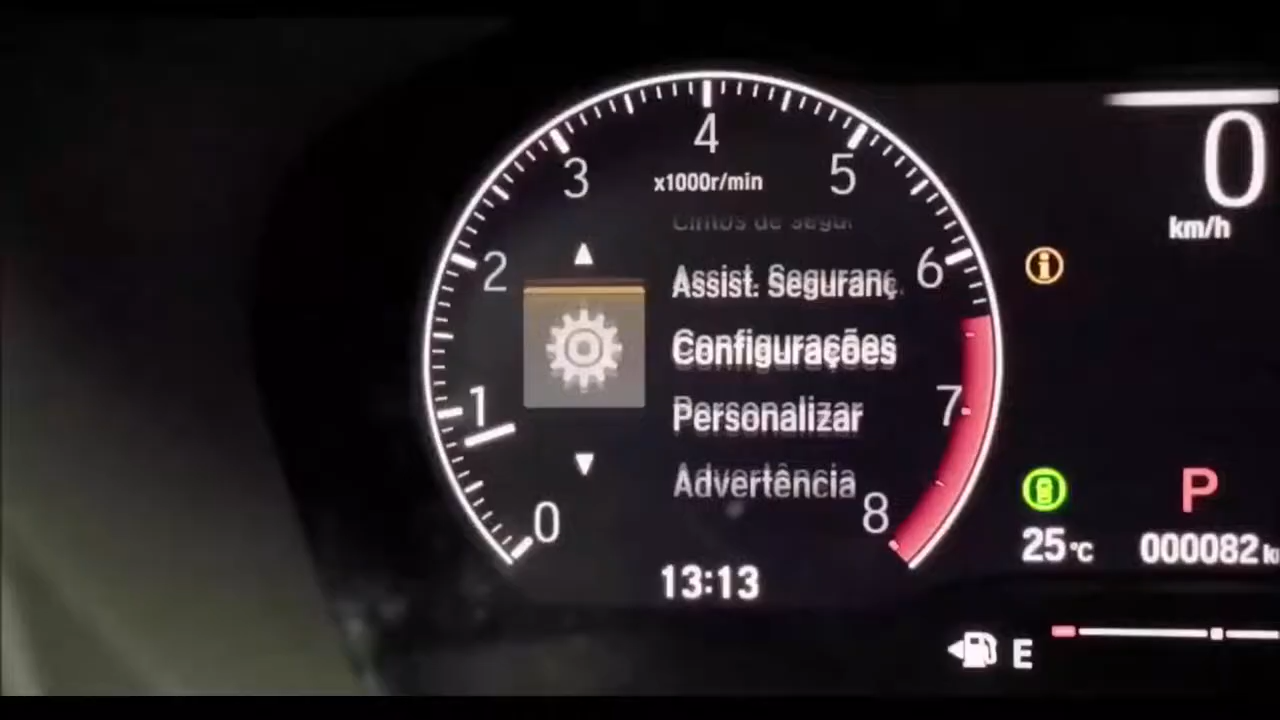 4
3
5
x1000r/min
0
km/h
Cintos de segu
2
6
Assist. Seguranç.
Configurações
1
Personalizar
7
Advertência
P
0
8
25 °C
000082 k
13:13
E